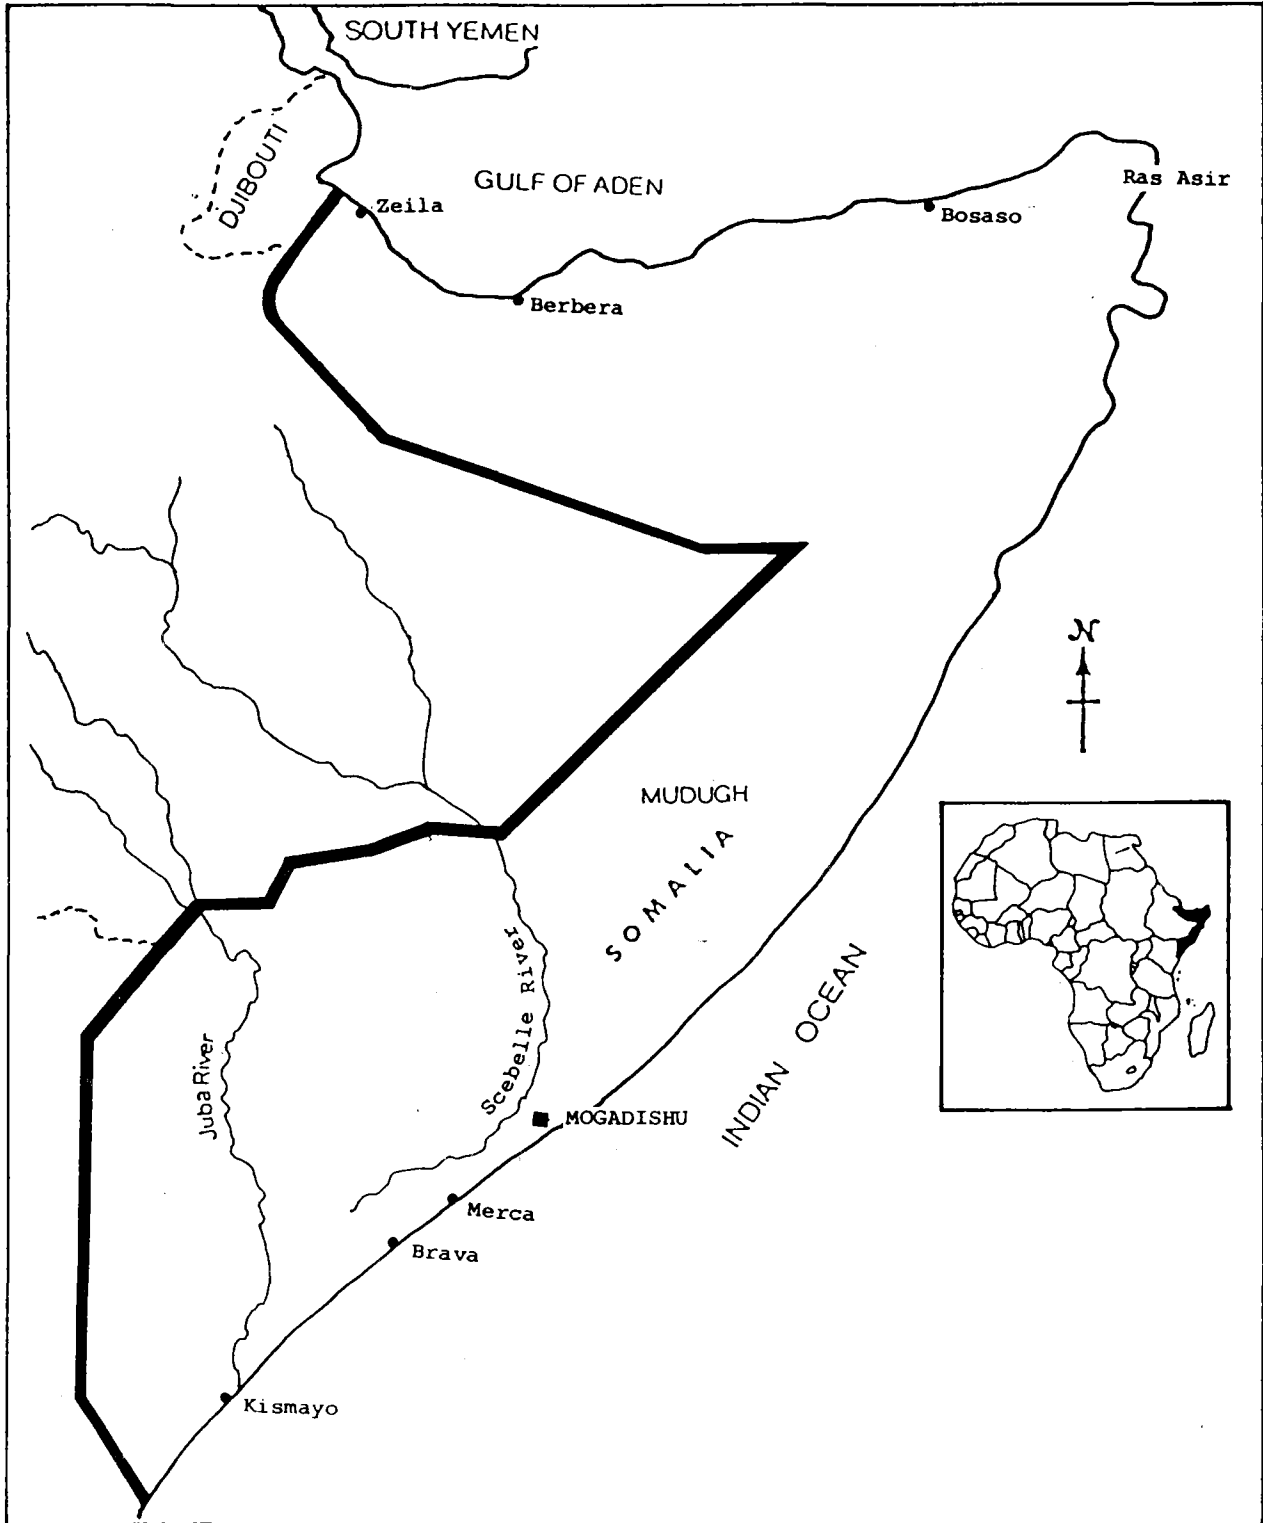 SOUTH YEMEN
DJIBOUTI
GULF OF ADEN
Ras Asir
Zeila
Bosaso
Berbera
N
MUDUGH
SOMALIA
Scebelle River
INDIAN OCEAN
Juba River
MOGADISHU
Merca
Brava
Kismayo